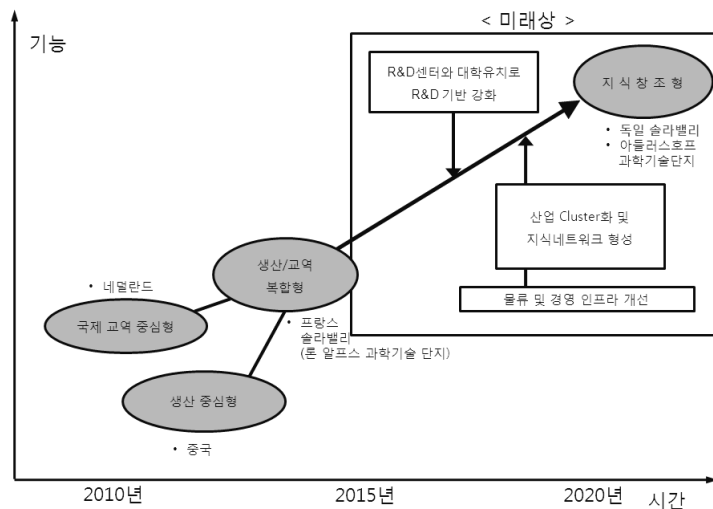 < 미래상 >
기능
R&D센터와 대학유치로
R&D 기반 강화
지 식 창 조 형
• 독일 솔라밸리
• 아들러스호프
과학기술단지
산업 Cluster화 및
지식네트워크 형성
생산/교역
복합형
• 네덜란드
물류 및 경영 인프라 개선
국제 교역 중심형
• 프랑스
솔라밸리
(론 알프스 과학기술 단지)
생산 중심형
• 중국
2010년
2015년
2020년
시간